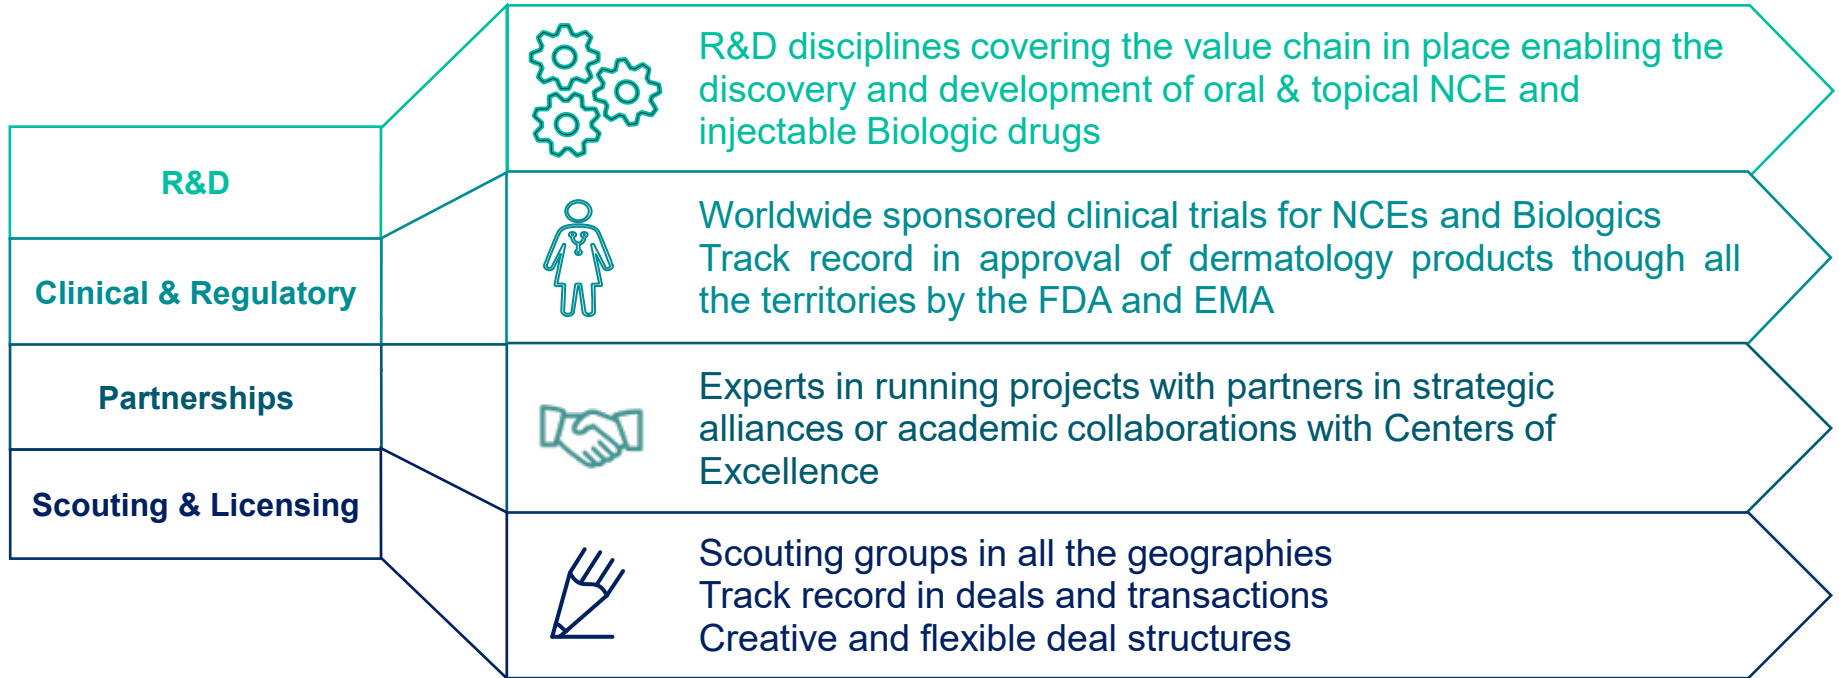 R&D
R&D disciplines covering the value chain in place enabling the
discovery and development of oral & topical NCE and
injectable Biologic drugs
Clinical & Regulatory
Worldwide sponsored clinical trials for NCEs and Biologics
Track record in approval of dermatology products though all
the territories by the FDA and EMA
Partnerships
Experts in running projects with partners in strategic
alliances or academic collaborations with Centers of
Excellence
Scouting & Licensing
Scouting groups in all the geographies
Track record in deals and transactions
Creative and flexible deal structures